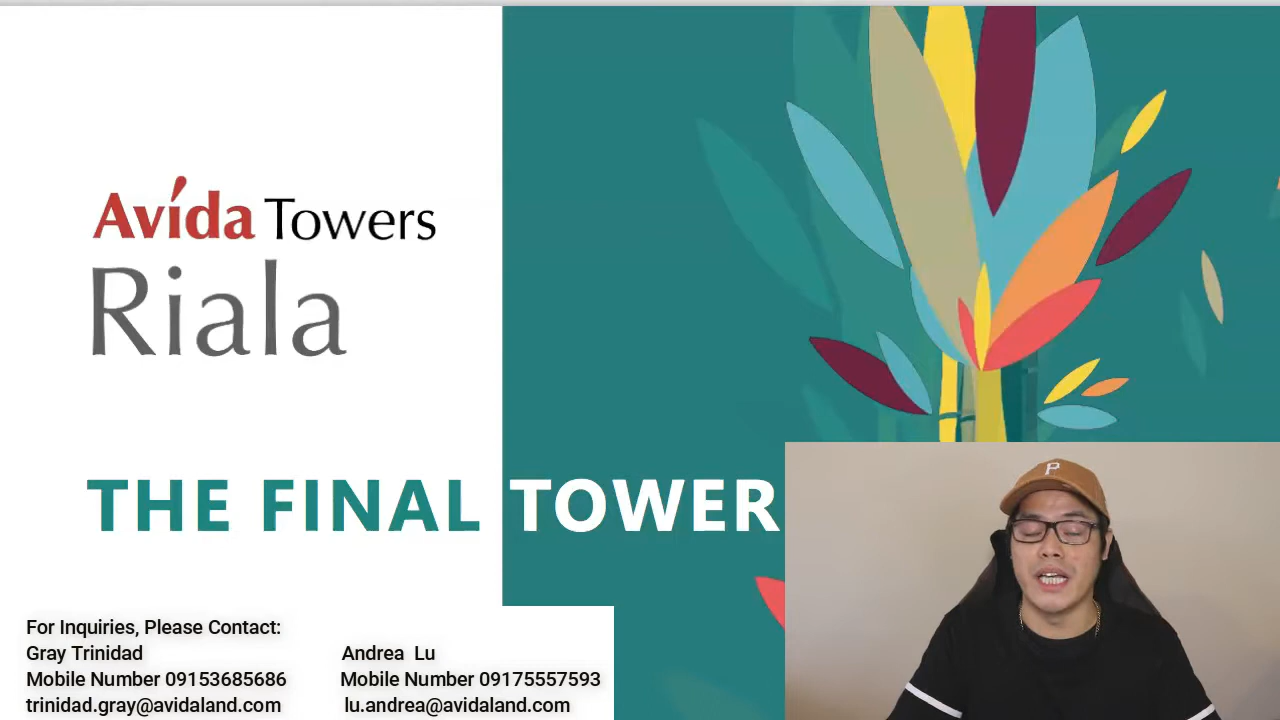 Avida Towers
Riala
THE FINAL TOWER
P
For Inquiries, Please Contact:
Gray Trinidad
Mobile Number 09153685686
trinidad.gray@avidaland.com
Andrea Lu
Mobile Number 09175557593
lu.andrea@avidaland.com